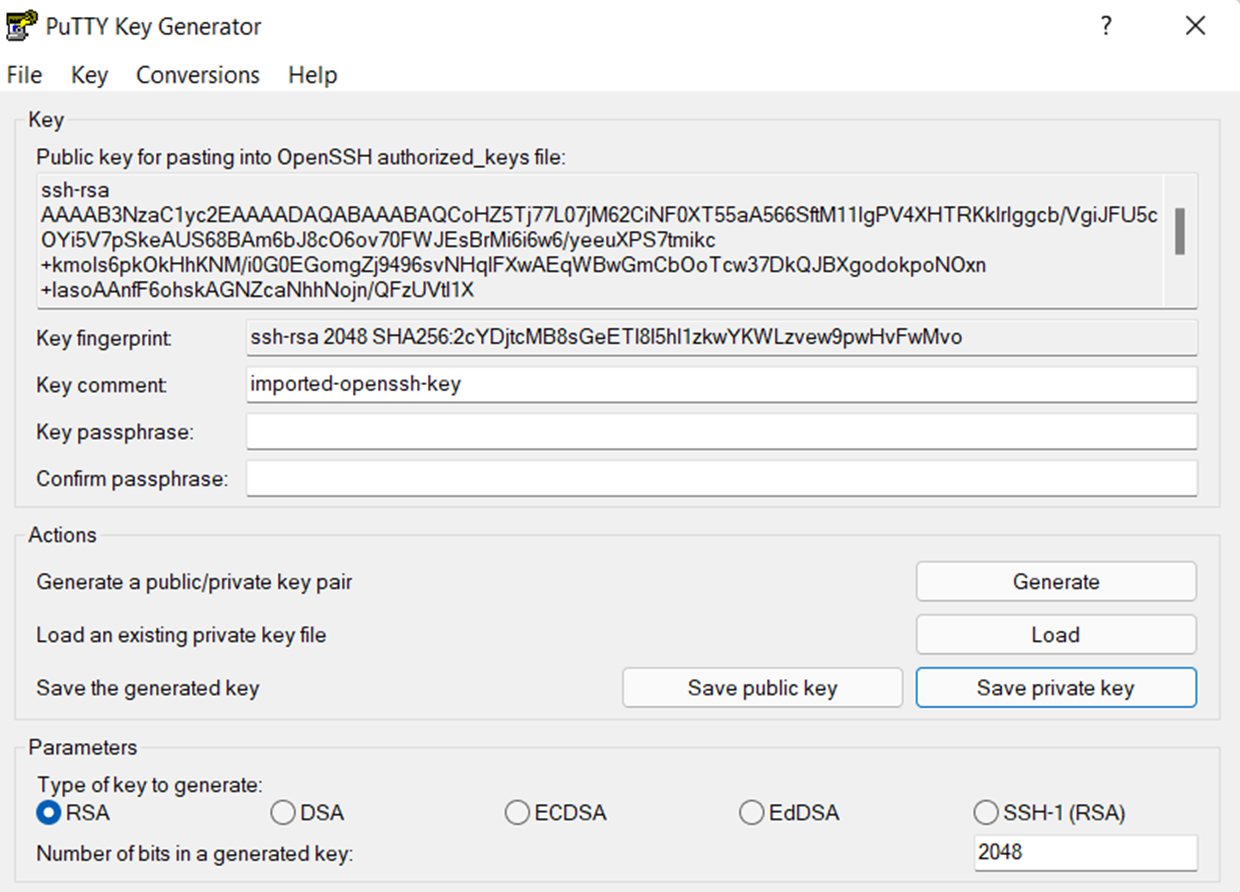 PuTTY Key Generator
?
File Key Conversions Help
Key
Public key for pasting into OpenSSH authorized_keys file:
ssh-rsa
AAAAB3NzaC1yc2EAAAADAQABAAABAQCoHZ5Tj77L07jM62CiNF0XT55aA566SftM11lgPV4XHTRKklrlggcb/VgiJFU5c
OYi5V7pSkeAUS68BAm6bJ8cO6ov70FWJEsBrMi6i6w6/yeeuXPS7tmikc
+kmols6pkOkHhKNM/i0G0EGomgZj9496svNHqlFXwAEqWBwGmCbOoTcw37DkQJBXgodokpoNOxn
+lasoAAnfF6ohskAGNZcaNhhNojn/QFzUVtl1X
Key fingerprint: ssh-rsa 2048 SHA256:2cYDjtcMB8sGeETl8l5hl1zkwYKWLzvew9pwHvFwMvo
Key comment: imported-openssh-key
Key passphrase:
Confirm passphrase:
Actions
Generate a public/private key pair Generate
Load an existing private key file Load
Save the generated key Save public key Save private key
Parameters
Type of key to generate:
RSA DSA ECDSA EdDSA SSH-1 (RSA)
Number of bits in a generated key: 2048